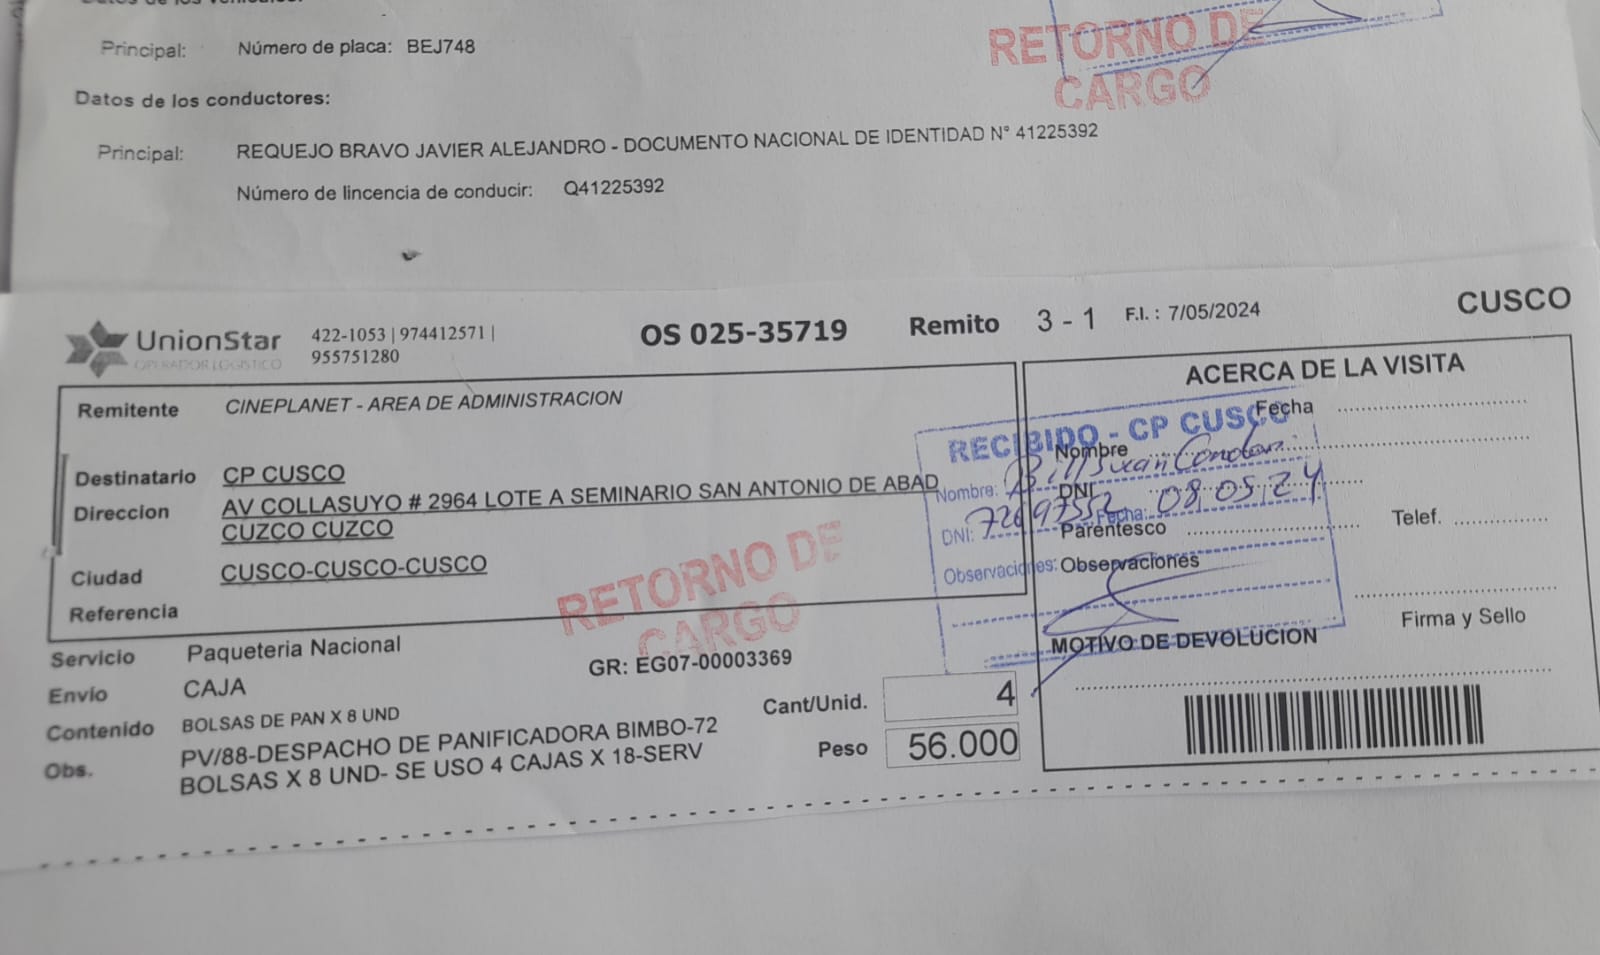 Principal: Número de placa: BEJ748
RETORNO DE
CARGO
Datos de los conductores:
Principal: REQUEJO BRAVO JAVIER ALEJANDRO - DOCUMENTO NACIONAL DE IDENTIDAD N° 41225392
Número de lincencia de conducir: Q41225392
UnionStar
OPERADOR LOGISTICO
422-1053 | 974412571 |
955751280
OS 025-35719 Remito 3 - 1 F.I. : 7/05/2024 CUSCO
Remitente CINEPLANET - AREA DE ADMINISTRACION
Destinatario CP CUSCO
Direccion AV COLLASUYO # 2964 LOTE A SEMINARIO SAN ANTONIO DE ABAD
CUZCO CUZCO
Ciudad CUSCO-CUSCO-CUSCO
Referencia
RETORNO DE
CARGO
ACERCA DE LA VISITA
Fecha
Nombre
DNI
Parentesco Telef.
Observaciones
Firma y Sello
MOTIVO DE DEVOLUCION
RECIBIDO - CP CUSCO
Nombre:
DNI: 72697552 Fecha: 08.05.24
Observaciones:
Servicio Paqueteria Nacional
Envío CAJA
GR: EG07-00003369
Contenido BOLSAS DE PAN X 8 UND
Cant/Unid. 4
Obs. PV/88-DESPACHO DE PANIFICADORA BIMBO-72
BOLSAS X 8 UND- SE USO 4 CAJAS X 18-SERV
Peso 56.000